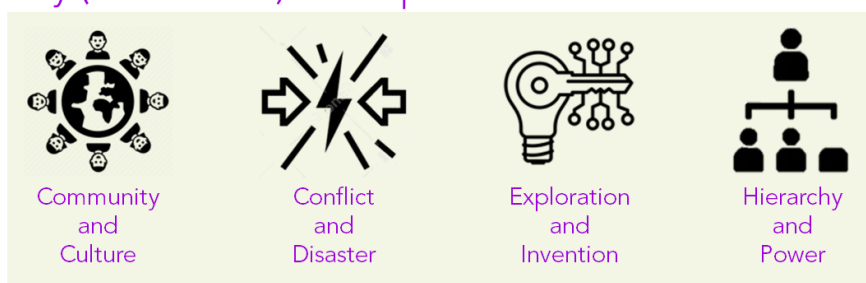 Community
and
Culture
Conflict
and
Disaster
Exploration
and
Invention
Hierarchy
and
Power